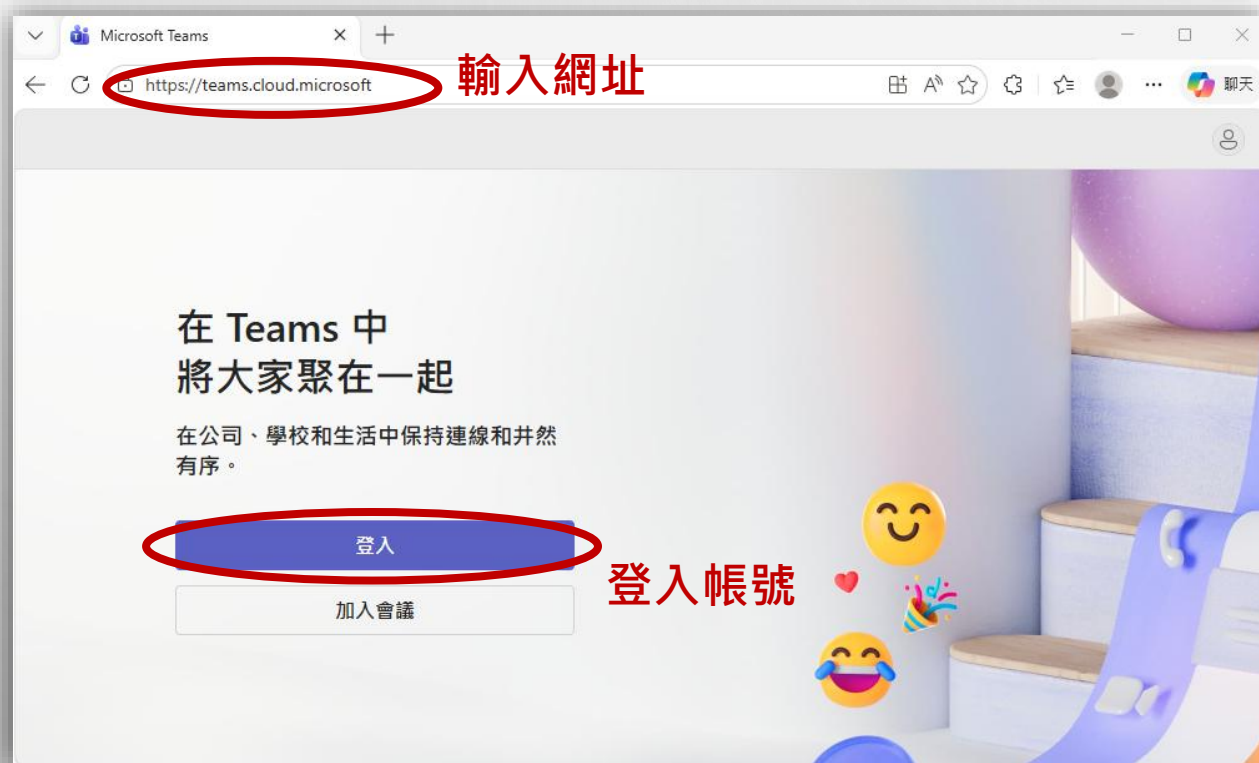 Microsoft Teams
https://teams.cloud.microsoft
輸入網址
聊天
在 Teams 中
將大家聚在一起
在公司、學校和生活中保持連線和井然
有序。
登入
登入帳號
加入會議